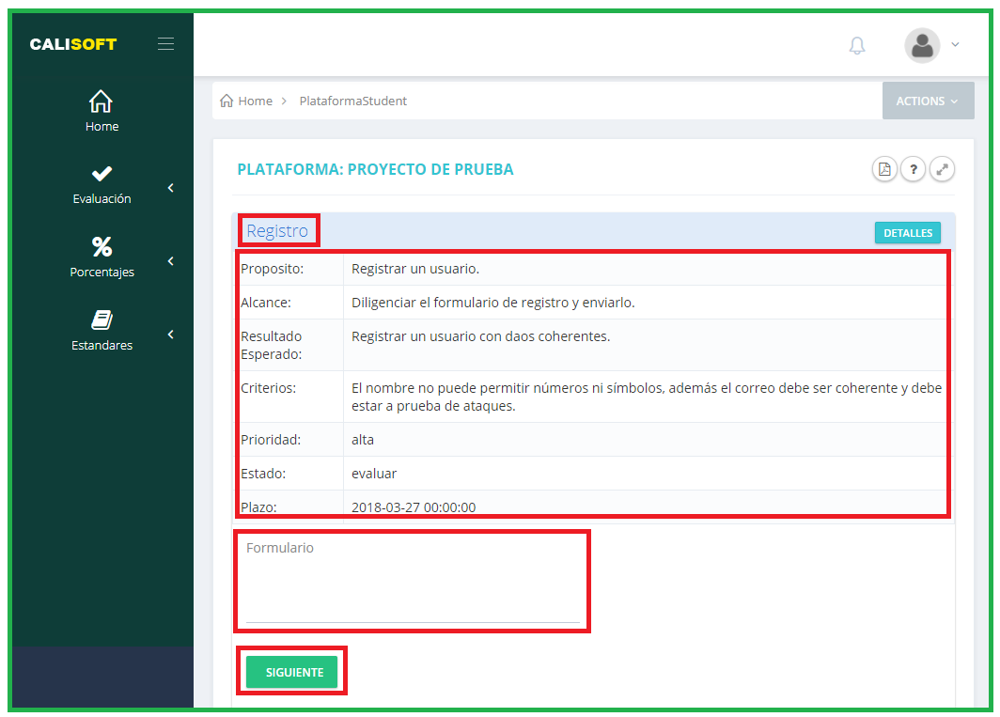 CALISOFT
Home
Evaluación
Porcentajes
Estandares
Home > PlataformaStudent
ACTIONS
PLATAFORMA: PROYECTO DE PRUEBA
?
Registro
DETALLES
Proposito: Registrar un usuario.
Alcance: Diligenciar el formulario de registro y enviarlo.
Resultado Registrar un usuario con daos coherentes.
Esperado:
Criterios: El nombre no puede permitir números ni símbolos, además el correo debe ser coherente y debe
estar a prueba de ataques.
Prioridad: alta
Estado: evaluar
Plazo: 2018-03-27 00:00:00
Formulario
SIGUIENTE